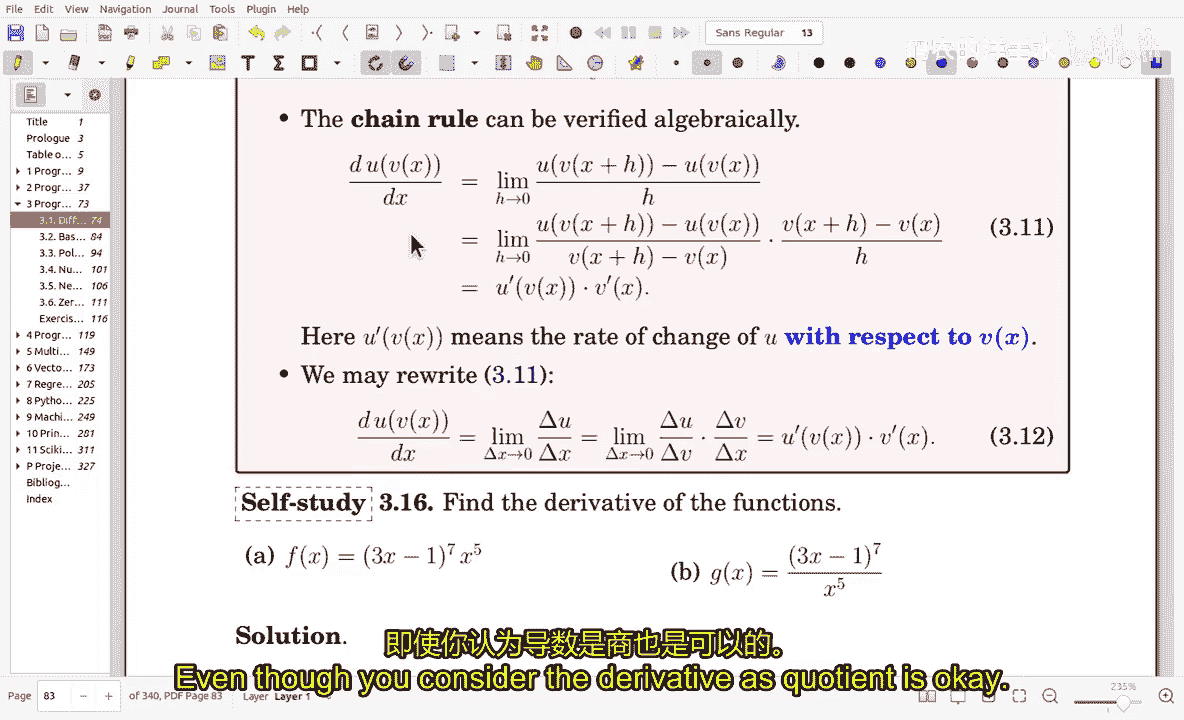 File Edit View Navigation Journal Tools Plugin Help
Sans Regular 13
Title 1
Prologue 3
Table o... 5
1 Progr... 9
2 Progr... 37
3 Progr... 73
3.1. Diff... 74
3.2. Bas... 84
3.3. Pol... 94
3.4. Nu... 101
3.5. Ne... 106
3.6. Zer... 111
Exercis... 116
4 Progr... 119
5 Multi... 149
6 Vecto... 173
7 Regre... 205
8 Pytho... 225
9 Machi... 249
10 Prin... 281
11 Sciki... 311
P Proje... 327
Bibliog...
Index
• The chain rule can be verified algebraically.
d u(v(x))/dx = lim_{h→0} (u(v(x + h)) − u(v(x)))/h
= lim_{h→0} (u(v(x + h)) − u(v(x)))/(v(x + h) − v(x)) · (v(x + h) − v(x))/h (3.11)
= u′(v(x)) · v′(x).
Here u′(v(x)) means the rate of change of u with respect to v(x).
• We may rewrite (3.11):
d u(v(x))/dx = lim_{Δx→0} Δu/Δx = lim_{Δx→0} Δu/Δv · Δv/Δx = u′(v(x)) · v′(x). (3.12)
Self-study 3.16. Find the derivative of the functions.
(a) f(x) = (3x − 1)⁷ x⁵
(b) g(x) = (3x − 1)⁷/x⁵
Solution.
即使你认为导数是商也是可以的。
Even though you consider the derivative as quotient is okay.
Page 83 of 340, PDF Page 83 Layer Layer 1
235%